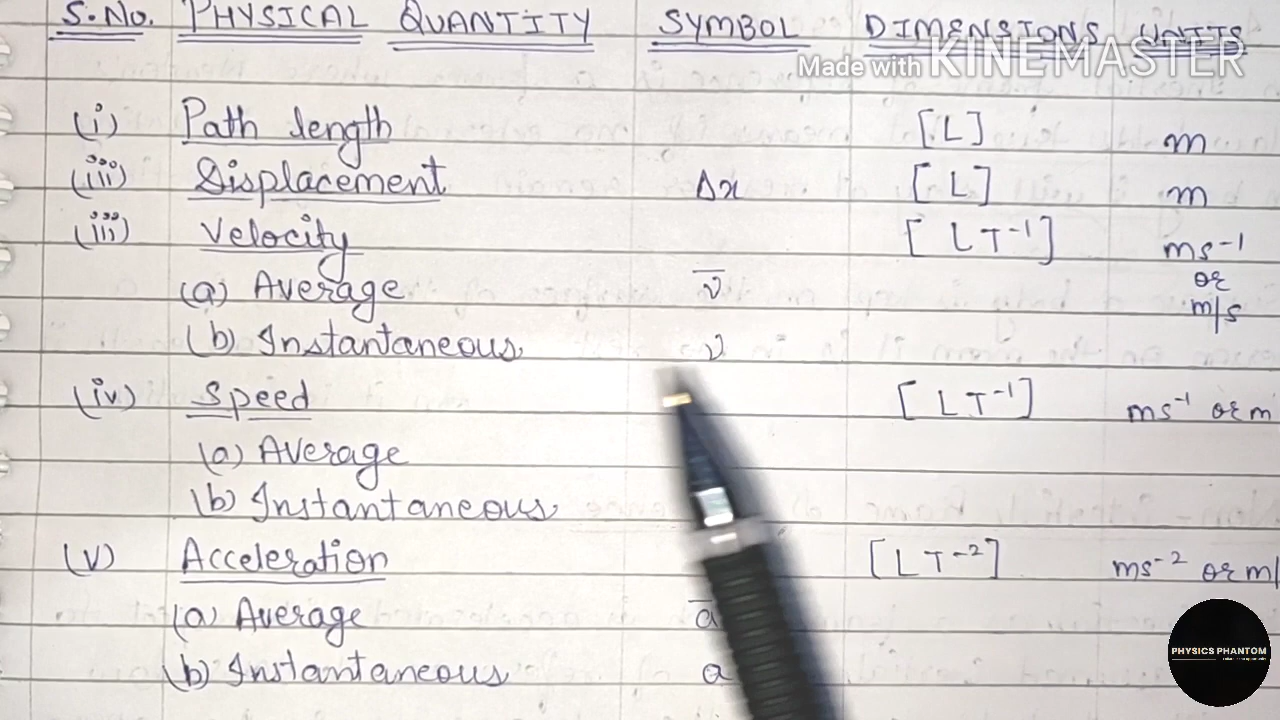 S.No. PHYSICAL QUANTITY SYMBOL DIMENSIONS UNITS
Made with KINEMASTER
(i) Path length [L] m
(iii) Displacement Δx [L] m
(iii) Velocity [LT⁻¹] ms⁻¹
or
(a) Average v̅
m/s
(b) Instantaneous v
(iv) Speed [LT⁻¹] ms⁻¹ or m
(a) Average
(b) Instantaneous
(v) Acceleration [LT⁻²] ms⁻² or m/
(a) Average a̅
(b) Instantaneous a
PHYSICS PHANTOM